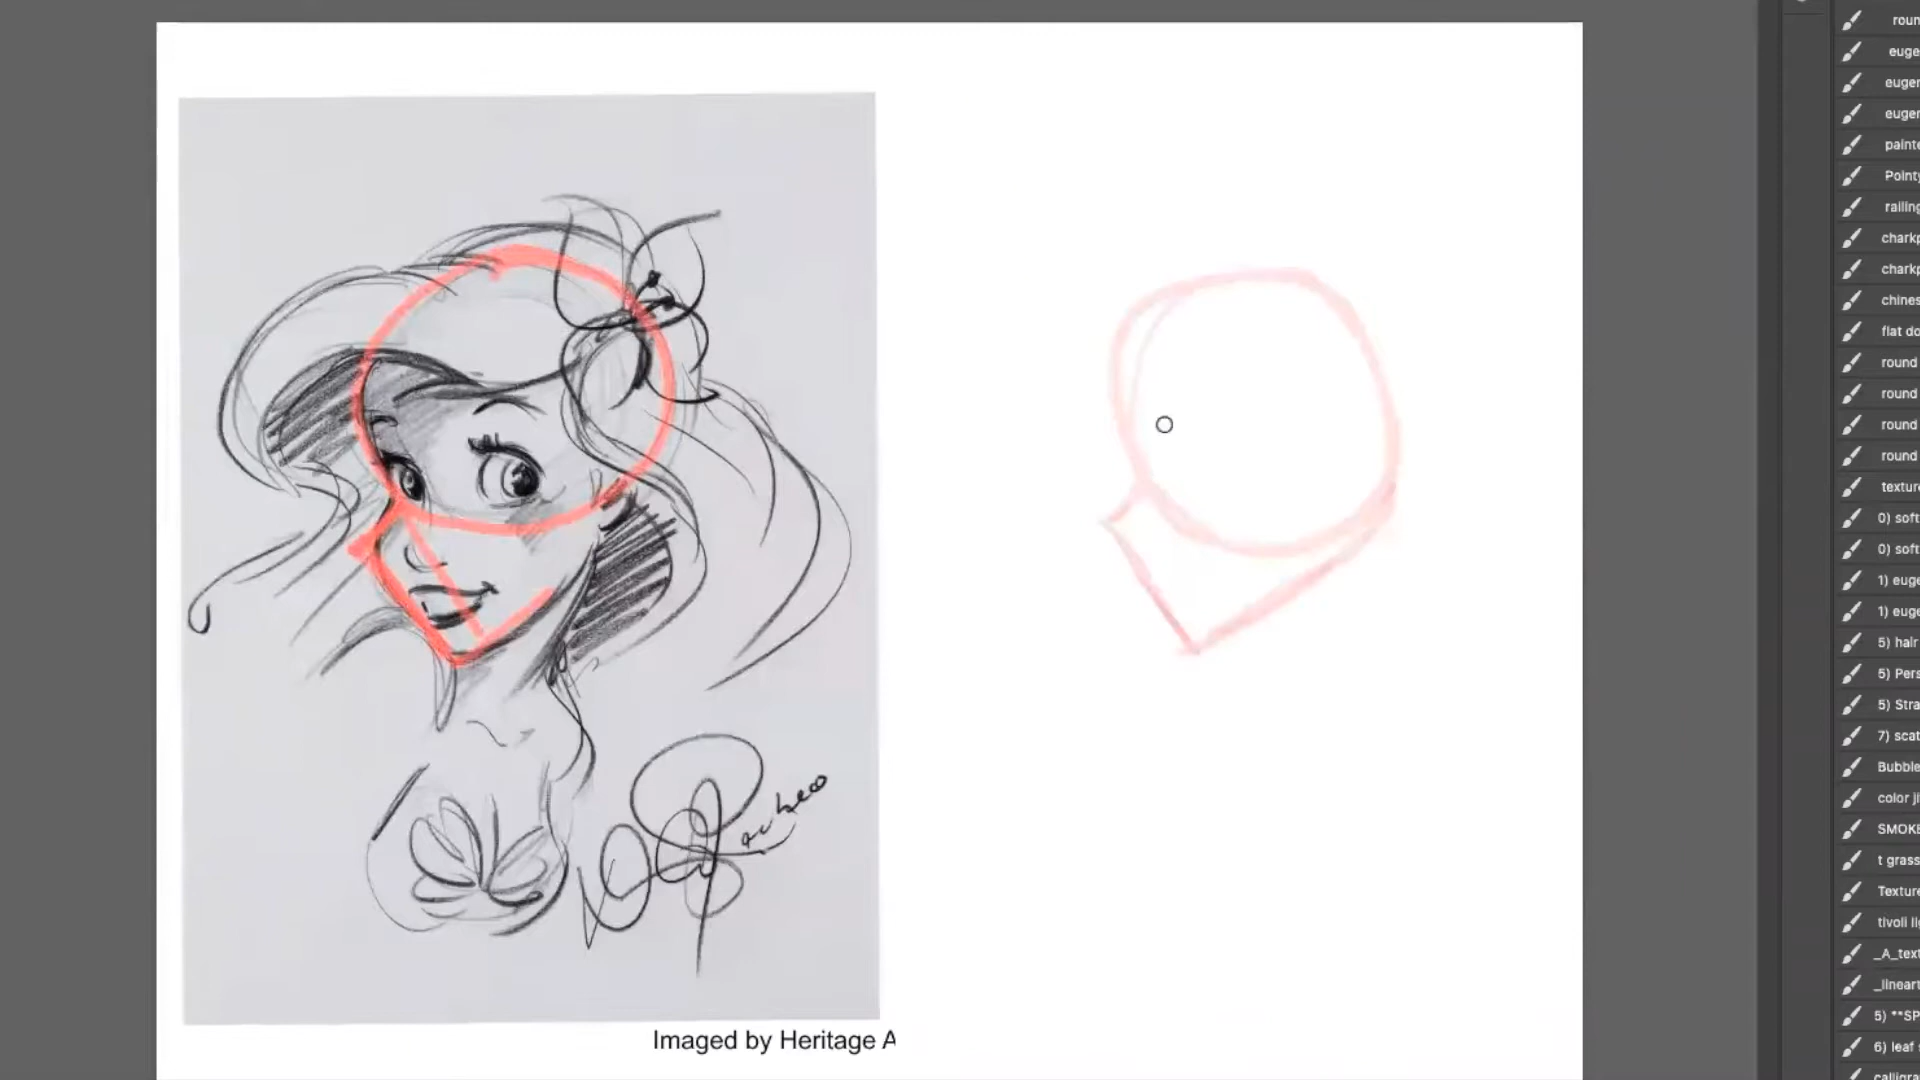 Imaged by Heritage A
roun
euge
euger
euger
painte
Pointy
railing
chark
chark
chines
flat do
round
round
round
round
texture
0) soft
0) soft
1) euge
1) euge
5) hair
5) Pers
5) Stra
7) scat
Bubble
color ji
SMOKE
t grass
Texture
tivoli li
_A_text
_lineart
5) **SP
6) leaf
calligra